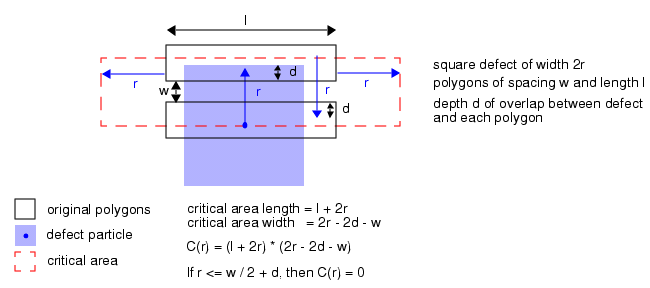 l
r
r
w
d
r
r
d
square defect of width 2r
polygons of spacing w and length l
depth d of overlap between defect
and each polygon
original polygons
defect particle
critical area
critical area length = l + 2r
critical area width = 2r - 2d - w
C(r) = (l + 2r) * (2r - 2d - w)
If r <= w / 2 + d, then C(r) = 0